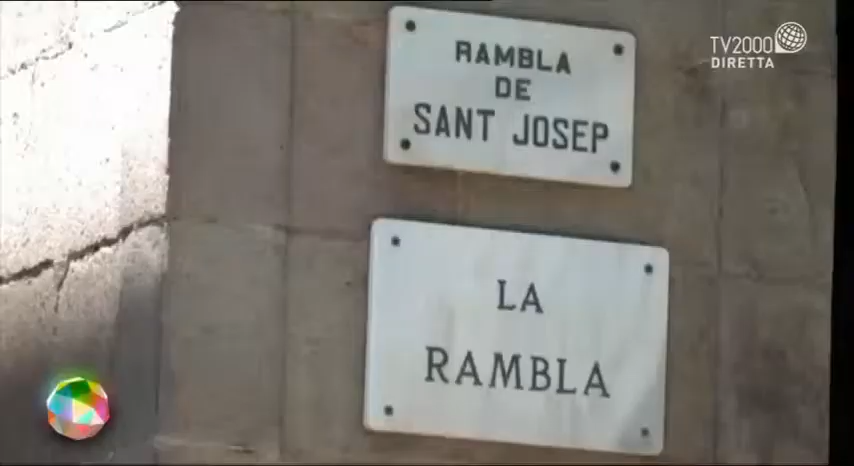 TV2000
DIRETTA
RAMBLA
DE
SANT JOSEP
LA
RAMBLA